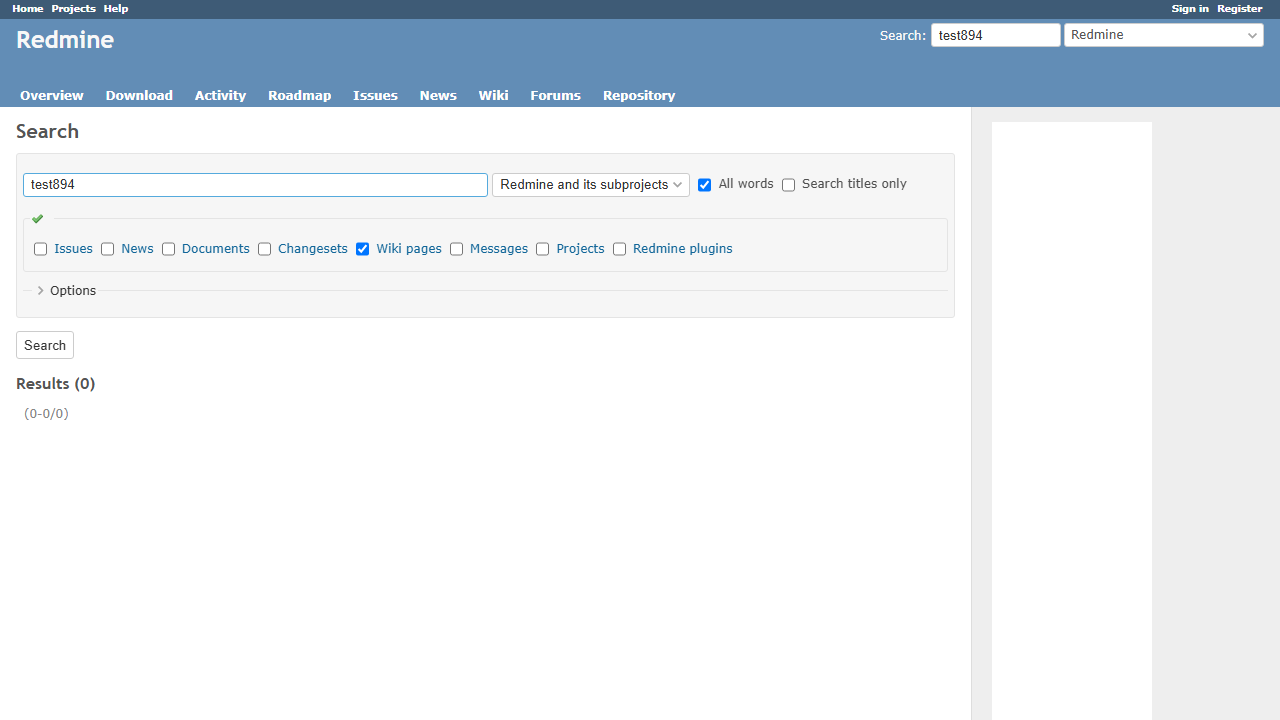 Home Projects Help Sign in Register
Redmine
Search: test894 Redmine
Overview Download Activity Roadmap Issues News Wiki Forums Repository
Search
test894 Redmine and its subprojects All words Search titles only
Issues News Documents Changesets Wiki pages Messages Projects Redmine plugins
Options
Search
Results (0)
(0-0/0)